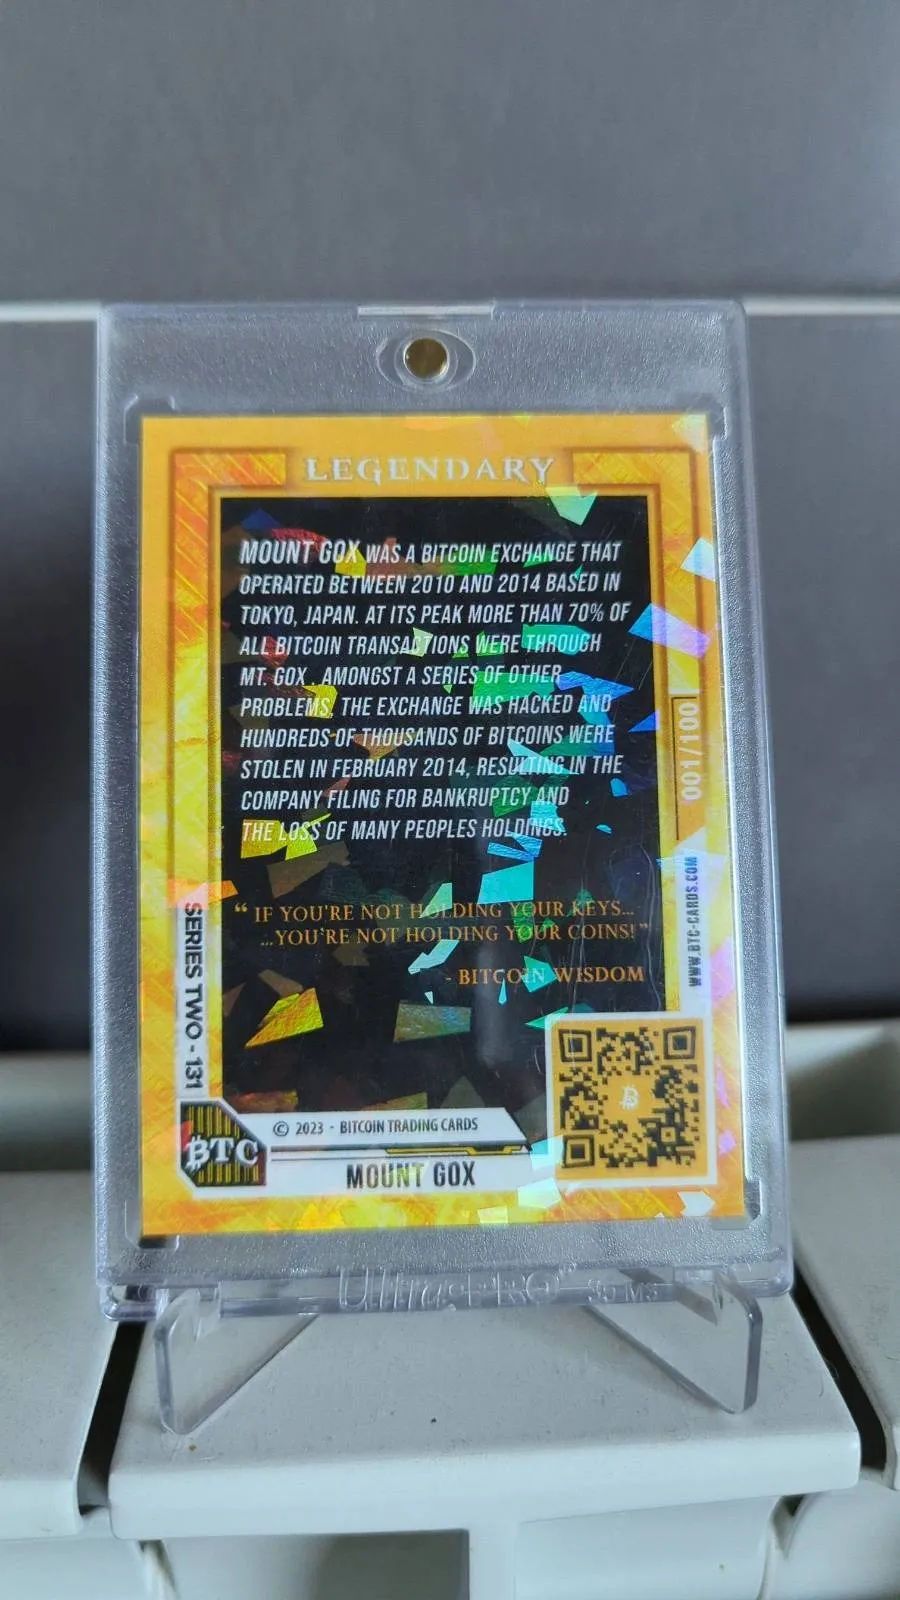 LEGENDARY
MOUNT GOX WAS A BITCOIN EXCHANGE THAT
OPERATED BETWEEN 2010 AND 2014 BASED IN
TOKYO, JAPAN. AT ITS PEAK MORE THAN 70% OF
ALL BITCOIN TRANSACTIONS WERE THROUGH
MT. GOX . AMONGST A SERIES OF OTHER
PROBLEMS, THE EXCHANGE WAS HACKED AND
HUNDREDS OF THOUSANDS OF BITCOINS WERE
STOLEN IN FEBRUARY 2014, RESULTING IN THE
COMPANY FILING FOR BANKRUPTCY AND
THE LOSS OF MANY PEOPLES HOLDINGS.
“ IF YOU'RE NOT HOLDING YOUR KEYS...
...YOU'RE NOT HOLDING YOUR COINS! ”
- BITCOIN WISDOM
001/100
WWW.BTC-CARDS.COM
SERIES TWO - 131
BTC
© 2023 - BITCOIN TRADING CARDS
MOUNT GOX
Ultra-PRO